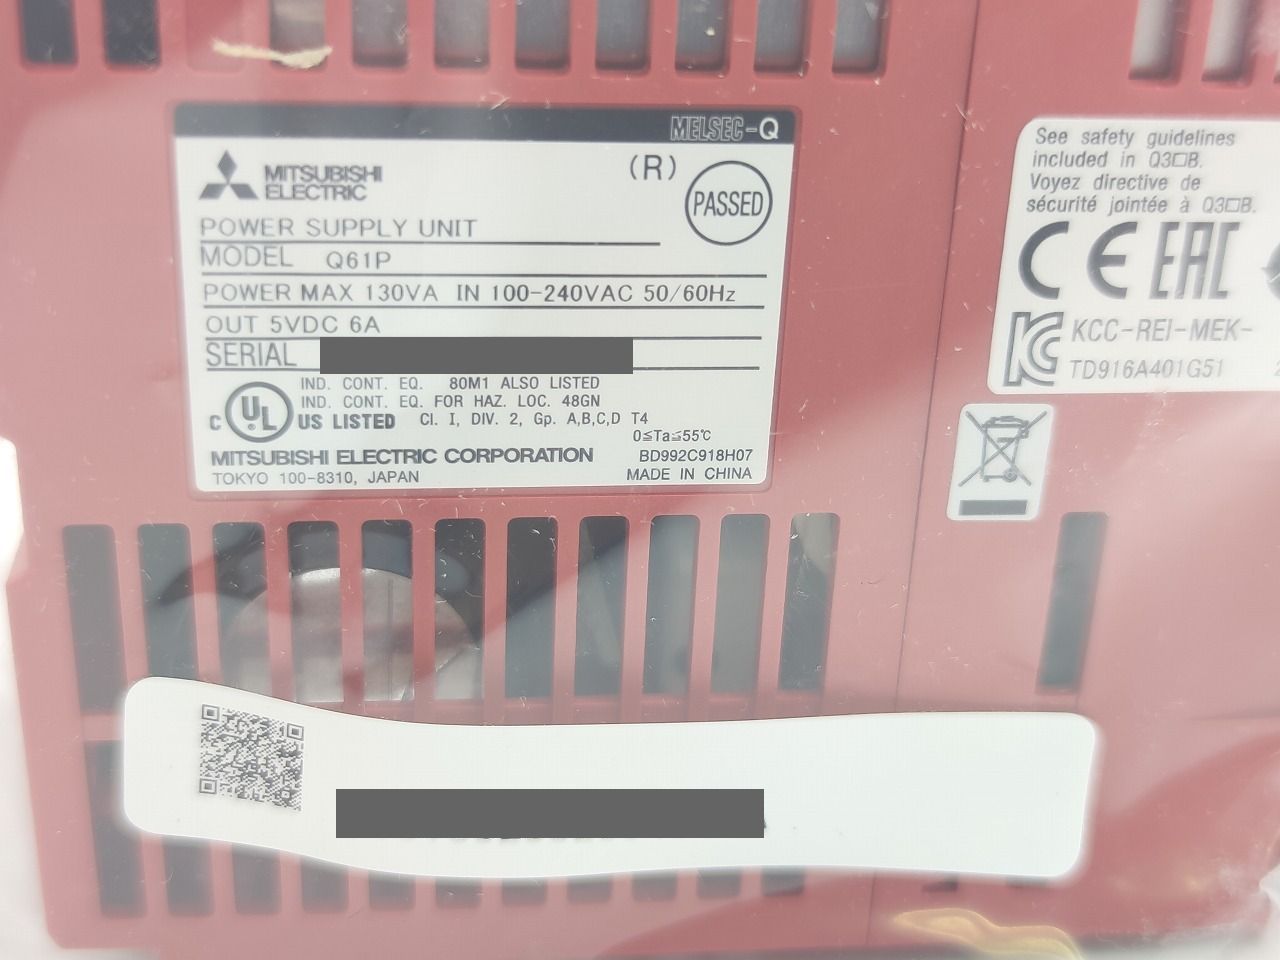 MELSEC-Q
MITSUBISHI
ELECTRIC
(R)
PASSED
POWER SUPPLY UNIT
MODEL Q61P
POWER MAX 130VA IN 100-240VAC 50/60Hz
OUT 5VDC 6A
SERIAL
IND. CONT. EQ. 80M1 ALSO LISTED
IND. CONT. EQ. FOR HAZ. LOC. 48GN
C UL US LISTED Cl. I, DIV. 2, Gp. A,B,C,D T4
0≦Ta≦55℃
MITSUBISHI ELECTRIC CORPORATION BD992C918H07
TOKYO 100-8310, JAPAN MADE IN CHINA
See safety guidelines
included in Q3□B.
Voyez directive de
sécurité jointée à Q3□B.
CE EAC
KC KCC-REI-MEK-
TD916A401G51